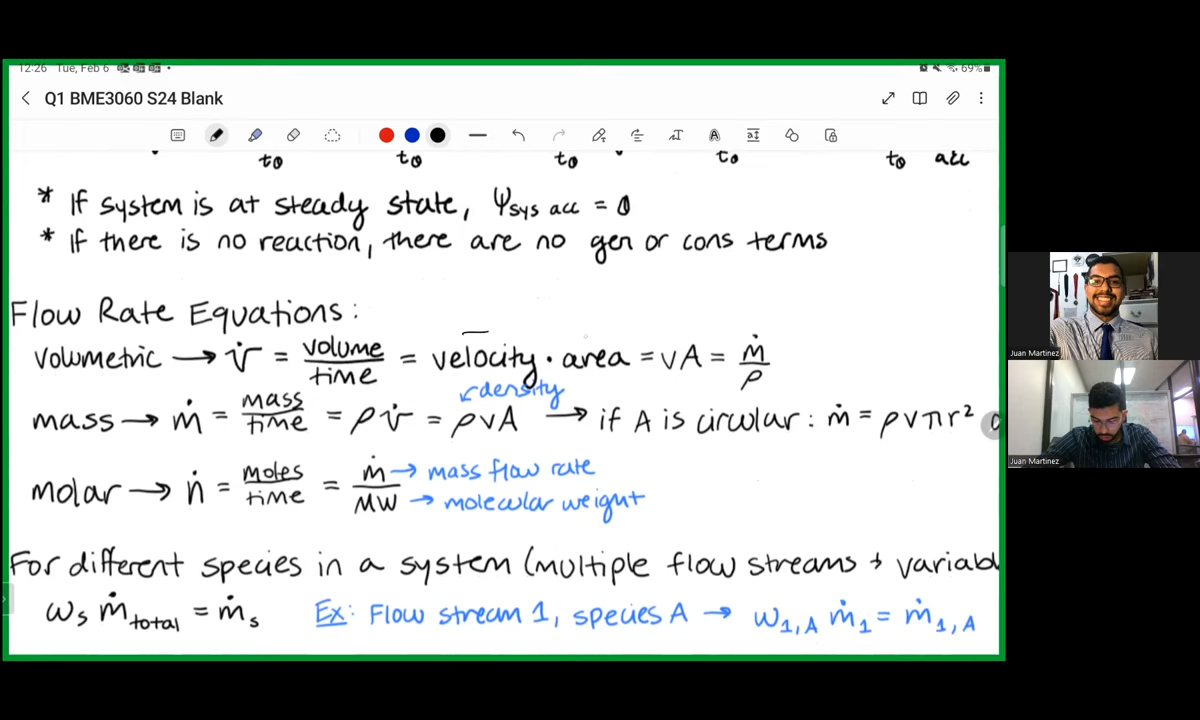 12:26 Tue, Feb 6 69%
Q1 BME3060 S24 Blank
to to to to to acc
* If system is at steady state, Ψsys acc = 0
* If there is no reaction, there are no gen or cons terms
Flow Rate Equations:
volumetric → v̇ = volume/time = velocity · area = vA = ṁ/ρ
density
mass → ṁ = mass/time = ρv̇ = ρvA → if A is circular: ṁ = ρvπr²
molar → ṅ = moles/time = ṁ/MW
→ mass flow rate
→ molecular weight
For different species in a system (multiple flow streams +
ωs ṁtotal = ṁs Ex: Flow stream 1, species A → ω1,A ṁ1 = ṁ1,A
Juan Martinez
Juan Martinez